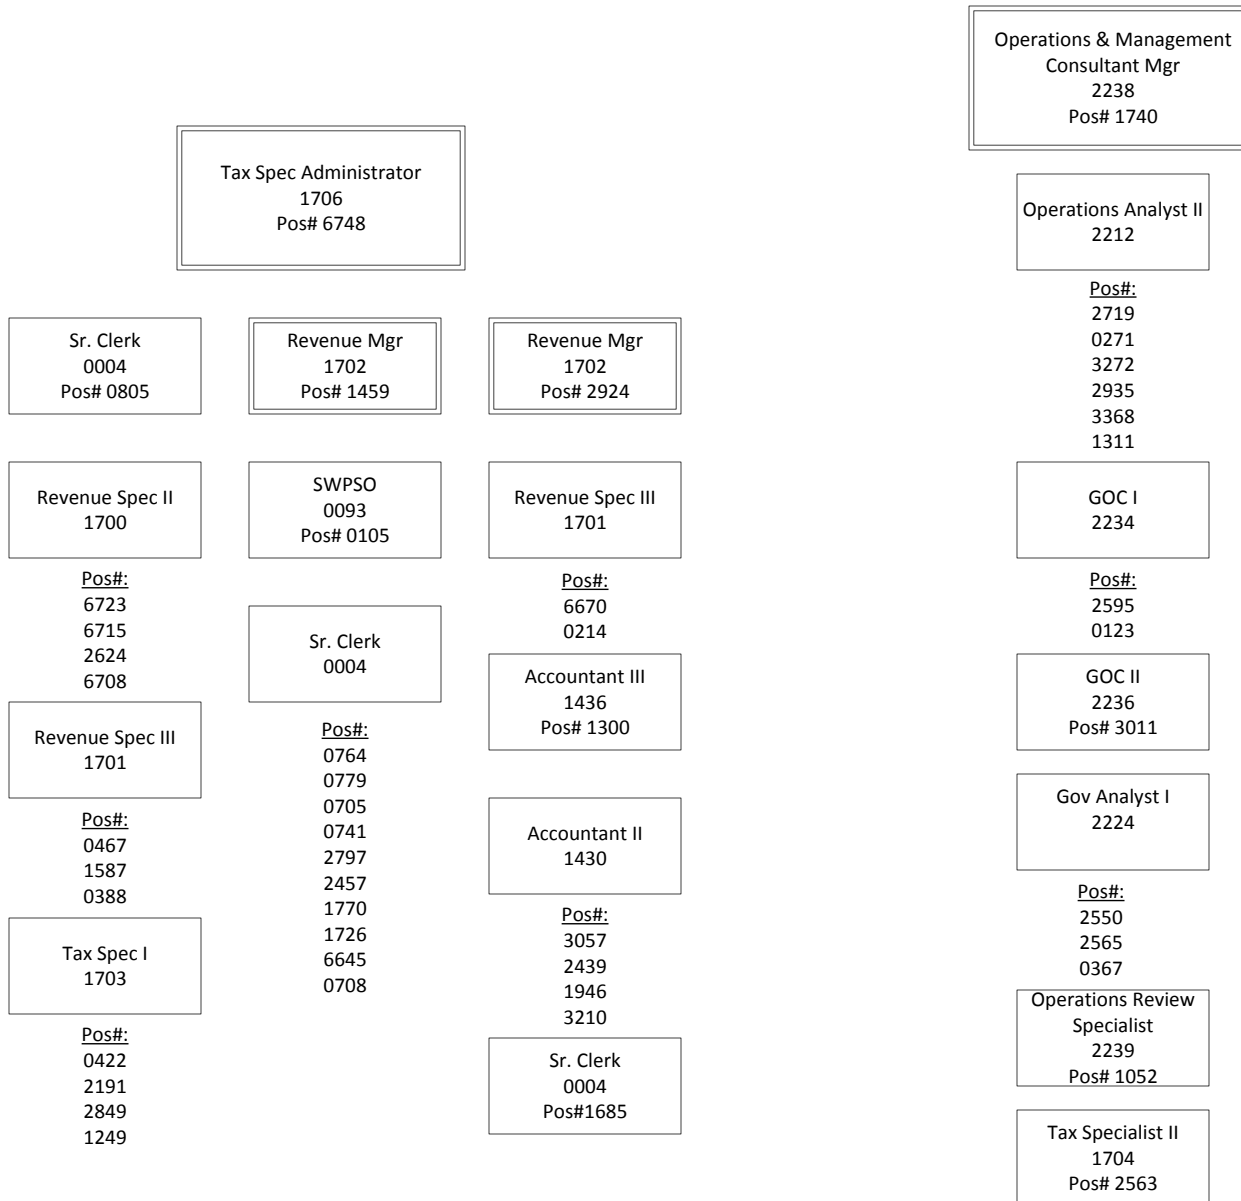 Operations & Management
Consultant Mgr
2238
Pos# 1740
Tax Spec Administrator
1706
Pos# 6748
Sr. Clerk
0004
Pos# 0805
Revenue Spec II
1700
Pos#:
6723
6715
2624
6708
Revenue Spec III
1701
Pos#:
0467
1587
0388
Tax Spec I
1703
Pos#:
0422
2191
2849
1249
Revenue Mgr
1702
Pos# 1459
SWPSO
0093
Pos# 0105
Sr. Clerk
0004
Pos#:
0764
0779
0705
0741
2797
2457
1770
1726
6645
0708
Revenue Mgr
1702
Pos# 2924
Revenue Spec III
1701
Pos#:
6670
0214
Accountant III
1436
Pos# 1300
Accountant II
1430
Pos#:
3057
2439
1946
3210
Sr. Clerk
0004
Pos#1685
Operations Analyst II
2212
Pos#:
2719
0271
3272
2935
3368
1311
GOC I
2234
Pos#:
2595
0123
GOC II
2236
Pos# 3011
Gov Analyst I
2224
Pos#:
2550
2565
0367
Operations Review
Specialist
2239
Pos# 1052
Tax Specialist II
1704
Pos# 2563